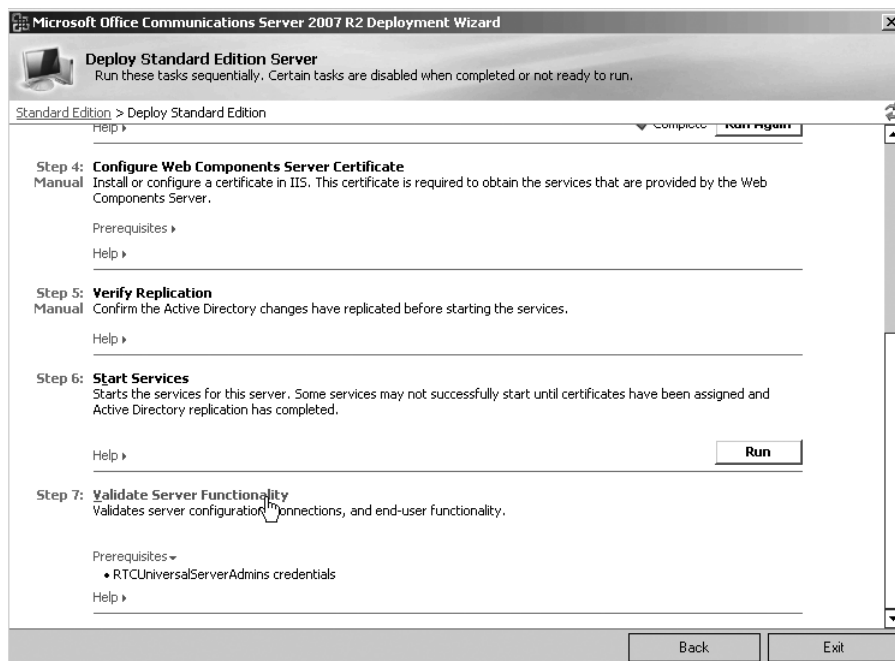 Microsoft Office Communications Server 2007 R2 Deployment Wizard
Deploy Standard Edition Server
Run these tasks sequentially. Certain tasks are disabled when completed or not ready to run.
Standard Edition > Deploy Standard Edition
Help
Complete Run Again
Step 4: Configure Web Components Server Certificate
Manual Install or configure a certificate in IIS. This certificate is required to obtain the services that are provided by the Web
Components Server.
Prerequisites
Help
Step 5: Verify Replication
Manual Confirm the Active Directory changes have replicated before starting the services.
Help
Step 6: Start Services
Starts the services for this server. Some services may not successfully start until certificates have been assigned and
Active Directory replication has completed.
Help
Run
Step 7: Validate Server Functionality
Validates server configuration, connections, and end-user functionality.
Prerequisites
• RTCUniversalServerAdmins credentials
Help
Back Exit